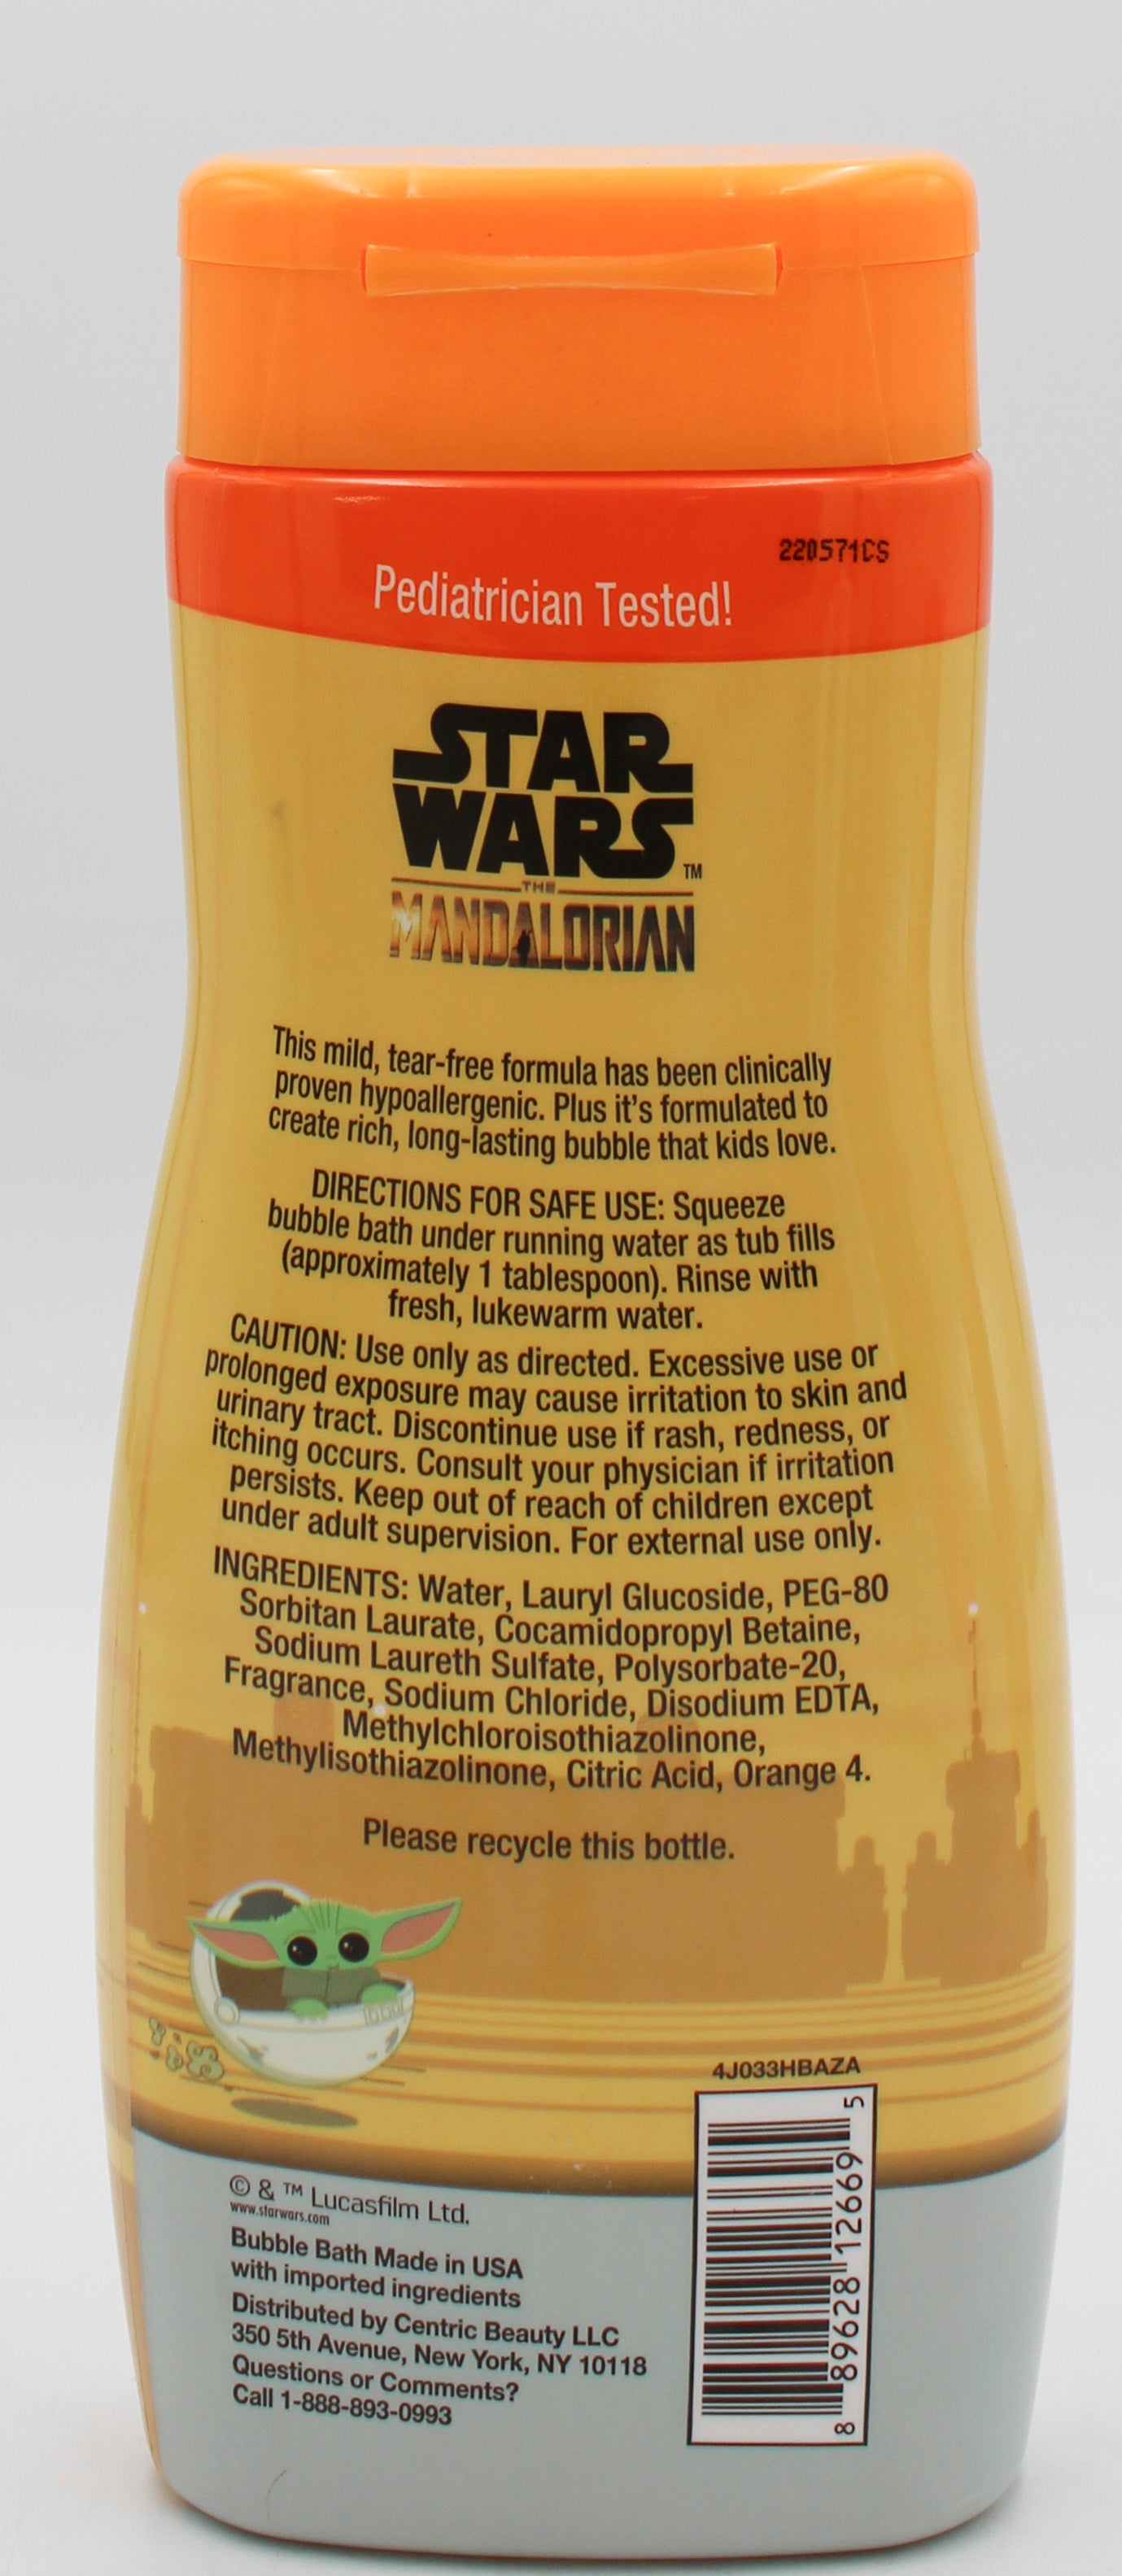 220571CS
Pediatrician Tested!
STAR
WARS™
THE
MANDALORIAN
This mild, tear-free formula has been clinically
proven hypoallergenic. Plus it's formulated to
create rich, long-lasting bubble that kids love.
DIRECTIONS FOR SAFE USE: Squeeze
bubble bath under running water as tub fills
(approximately 1 tablespoon). Rinse with
fresh, lukewarm water.
CAUTION: Use only as directed. Excessive use or
prolonged exposure may cause irritation to skin and
urinary tract. Discontinue use if rash, redness, or
itching occurs. Consult your physician if irritation
persists. Keep out of reach of children except
under adult supervision. For external use only.
INGREDIENTS: Water, Lauryl Glucoside, PEG-80
Sorbitan Laurate, Cocamidopropyl Betaine,
Sodium Laureth Sulfate, Polysorbate-20,
Fragrance, Sodium Chloride, Disodium EDTA,
Methylchloroisothiazolinone,
Methylisothiazolinone, Citric Acid, Orange 4.
Please recycle this bottle.
4J033HBAZA
8 89628 12669 5
© & ™ Lucasfilm Ltd.
www.starwars.com
Bubble Bath Made in USA
with imported ingredients
Distributed by Centric Beauty LLC
350 5th Avenue, New York, NY 10118
Questions or Comments?
Call 1-888-893-0993